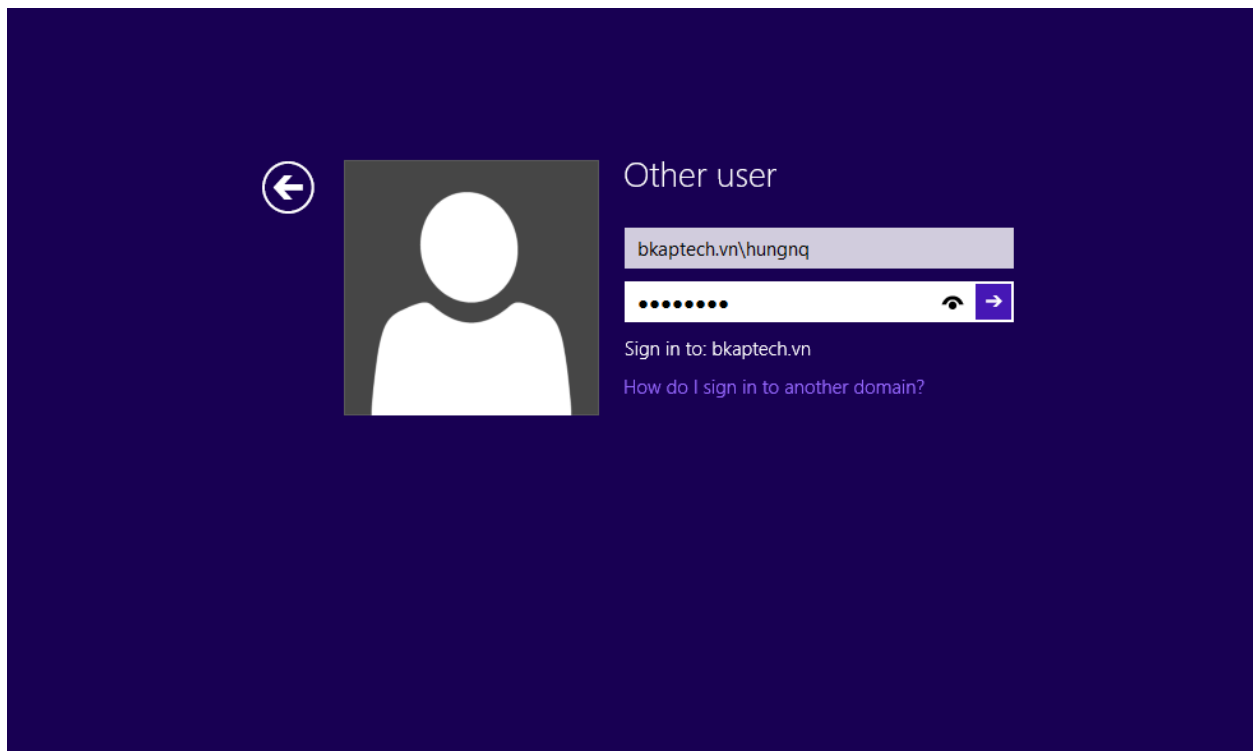 Other user
bkaptech.vn\hungnq
••••••••
Sign in to: bkaptech.vn
How do I sign in to another domain?